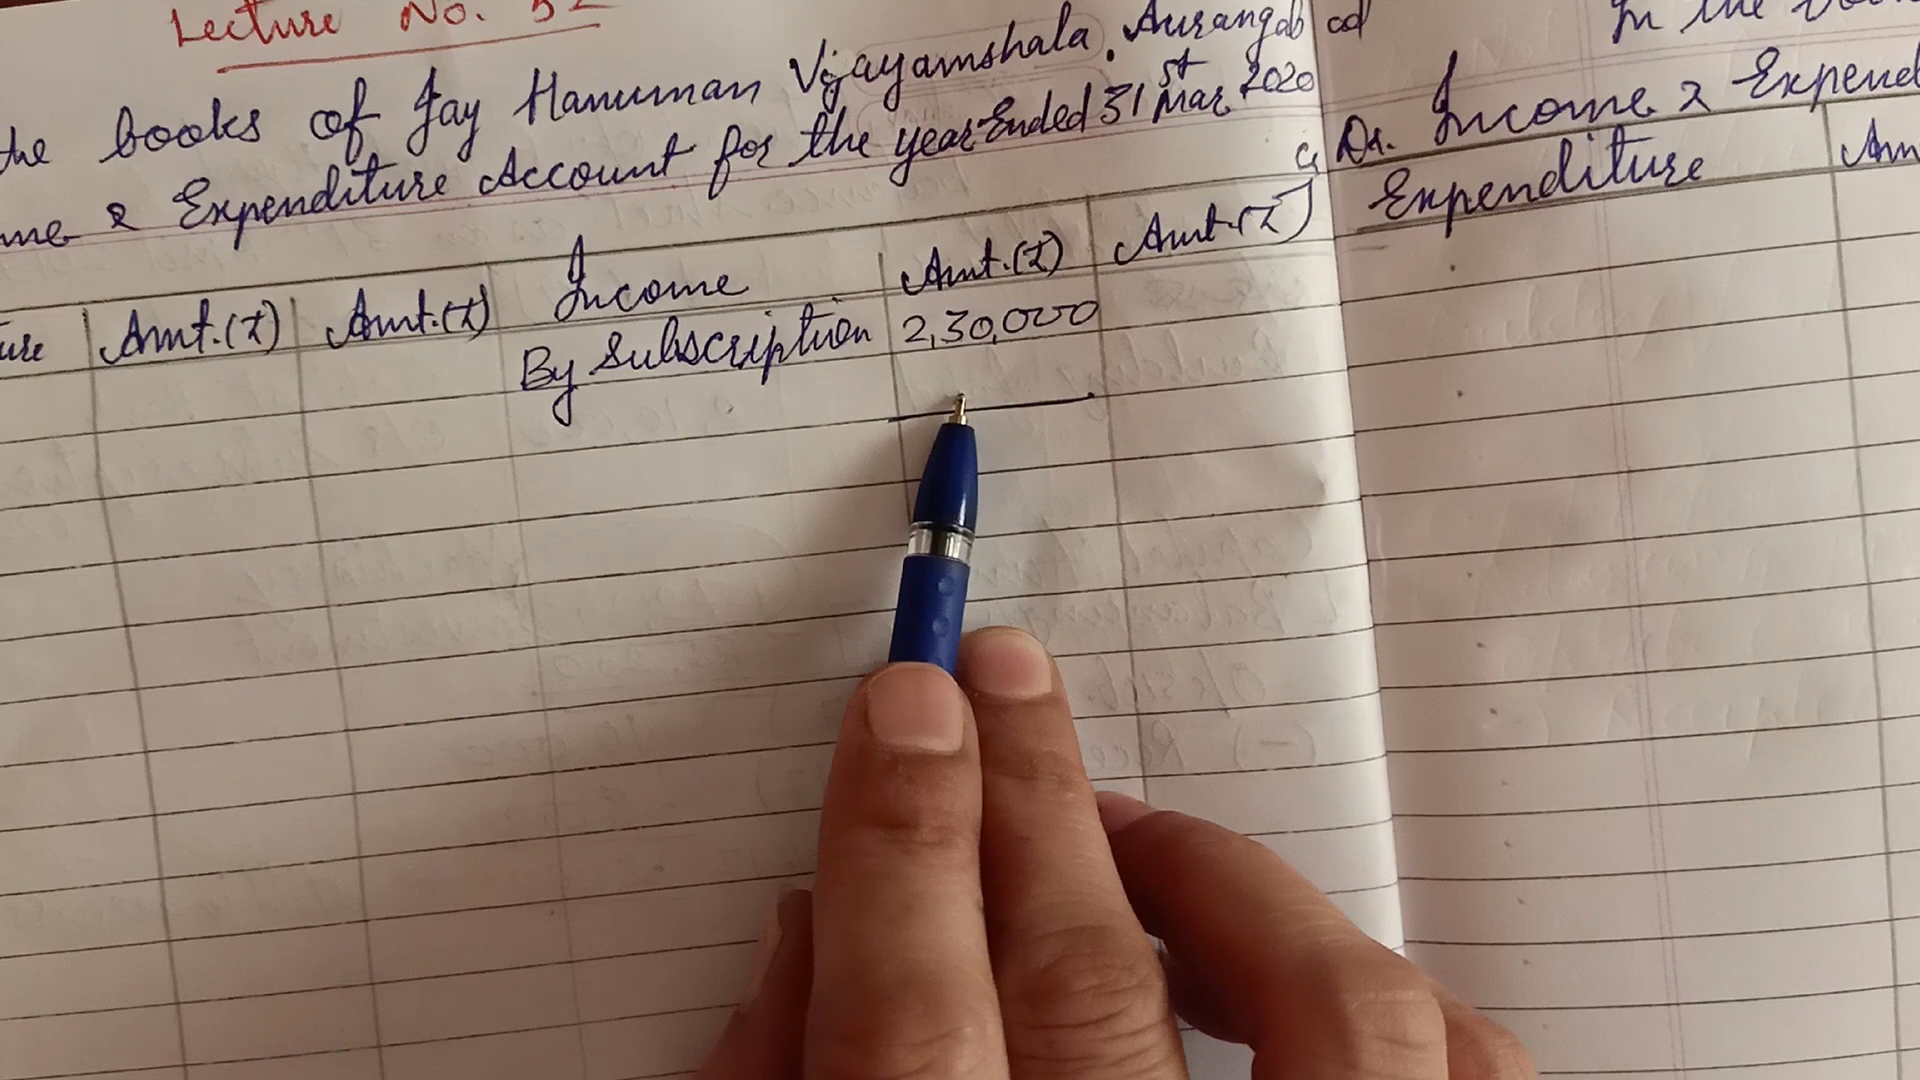 Lecture No. 52
the books of Jay Hanuman Vyayamshala, Aurangabad
me & Expenditure Account for the year Ended 31st Mar 2020
Cr
ure Amt.(₹) Amt.(₹) Income Amt.(₹) Amt.(₹)
By Subscription 2,30,000
In the
Dr. Income & Expend
Expenditure Am